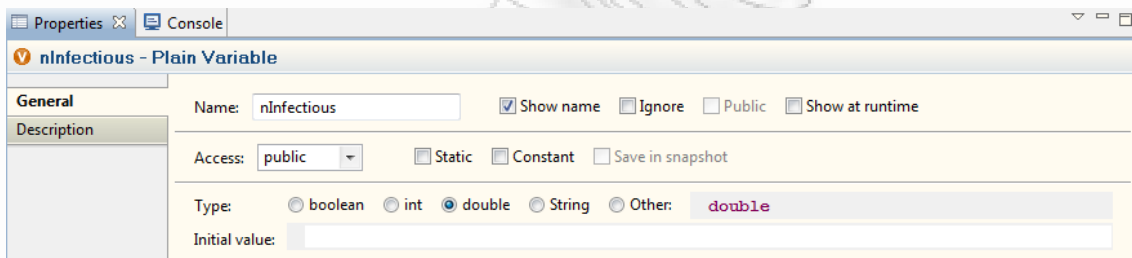 Properties Console
nInfectious - Plain Variable
General
Description
Name: nInfectious Show name Ignore Public Show at runtime
Access: public Static Constant Save in snapshot
Type: boolean int double String Other: double
Initial value: